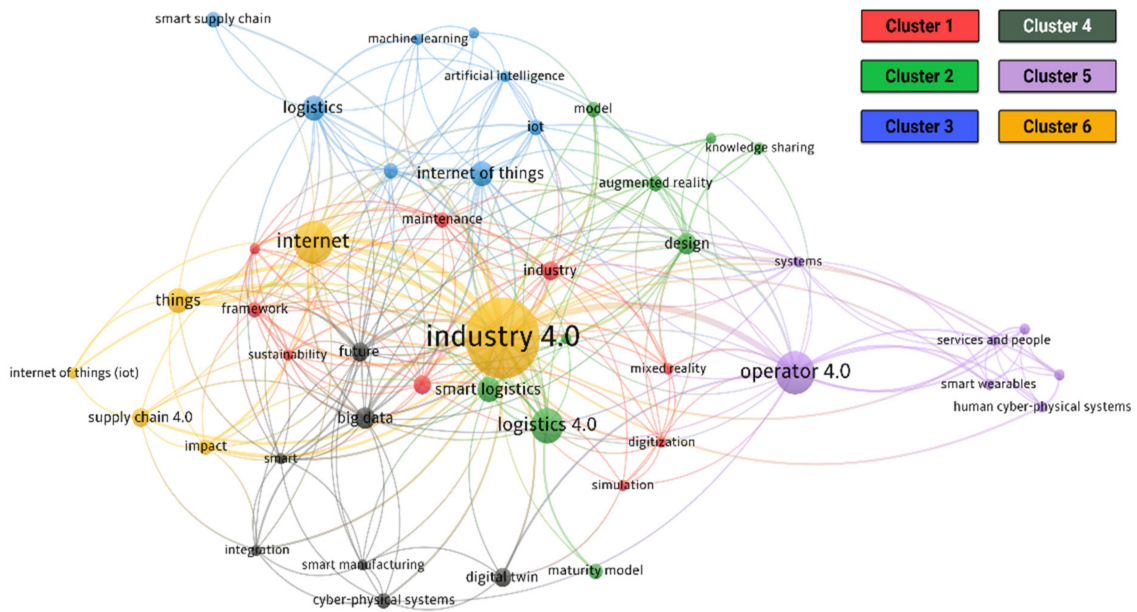 smart supply chain
machine learning
artificial intelligence
logistics
model
iot
knowledge sharing
internet of things
augmented reality
maintenance
internet
design
industry
systems
things
framework
industry 4.0
services and people
sustainability
future
mixed reality
operator 4.0
internet of things (iot)
smart wearables
smart logistics
human cyber-physical systems
supply chain 4.0
big data
logistics 4.0
impact
digitization
smart
simulation
integration
smart manufacturing
digital twin
maturity model
cyber-physical systems
Cluster 1
Cluster 4
Cluster 2
Cluster 5
Cluster 3
Cluster 6